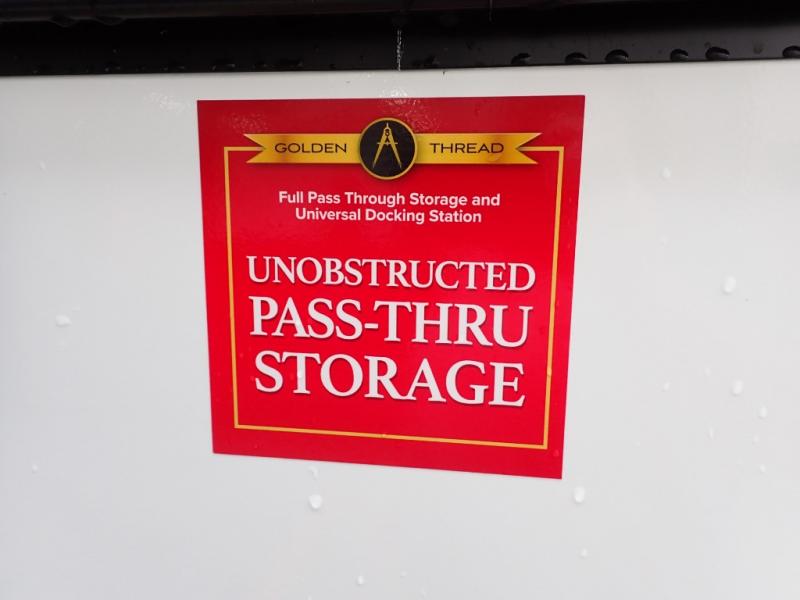 GOLDEN THREAD
Full Pass Through Storage and
Universal Docking Station
UNOBSTRUCTED
PASS-THRU
STORAGE